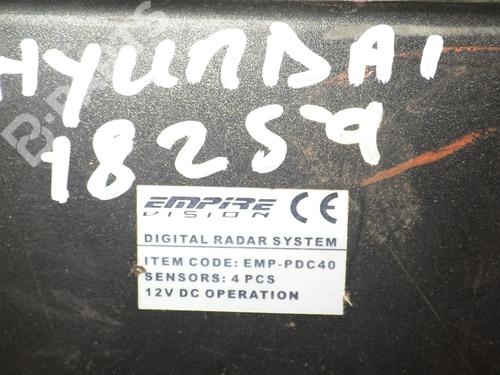 HYUNDAI
18259
EMPIRE
VISION
CE
DIGITAL RADAR SYSTEM
ITEM CODE: EMP-PDC40
SENSORS: 4 PCS
12V DC OPERATION